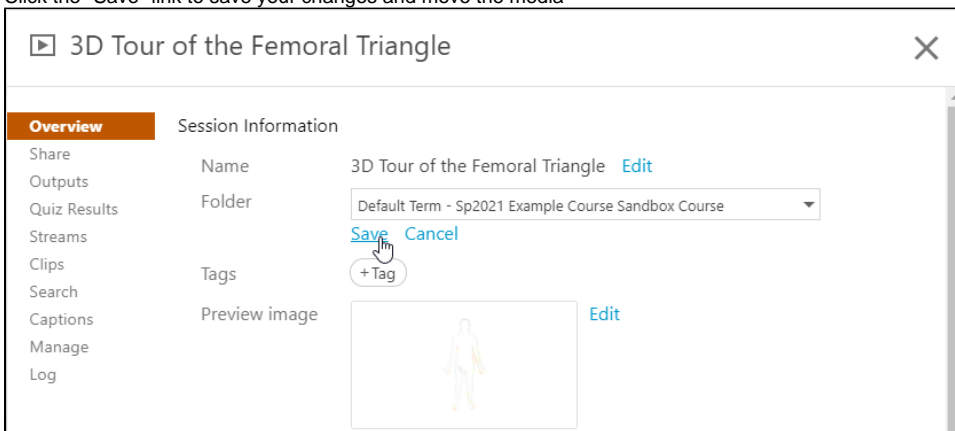 Click the "Save" link to save your changes and move the media
3D Tour of the Femoral Triangle
Overview
Share
Outputs
Quiz Results
Streams
Clips
Search
Captions
Manage
Log
Session Information
Name 3D Tour of the Femoral Triangle Edit
Folder Default Term - Sp2021 Example Course Sandbox Course
Save Cancel
Tags +Tag
Preview image Edit